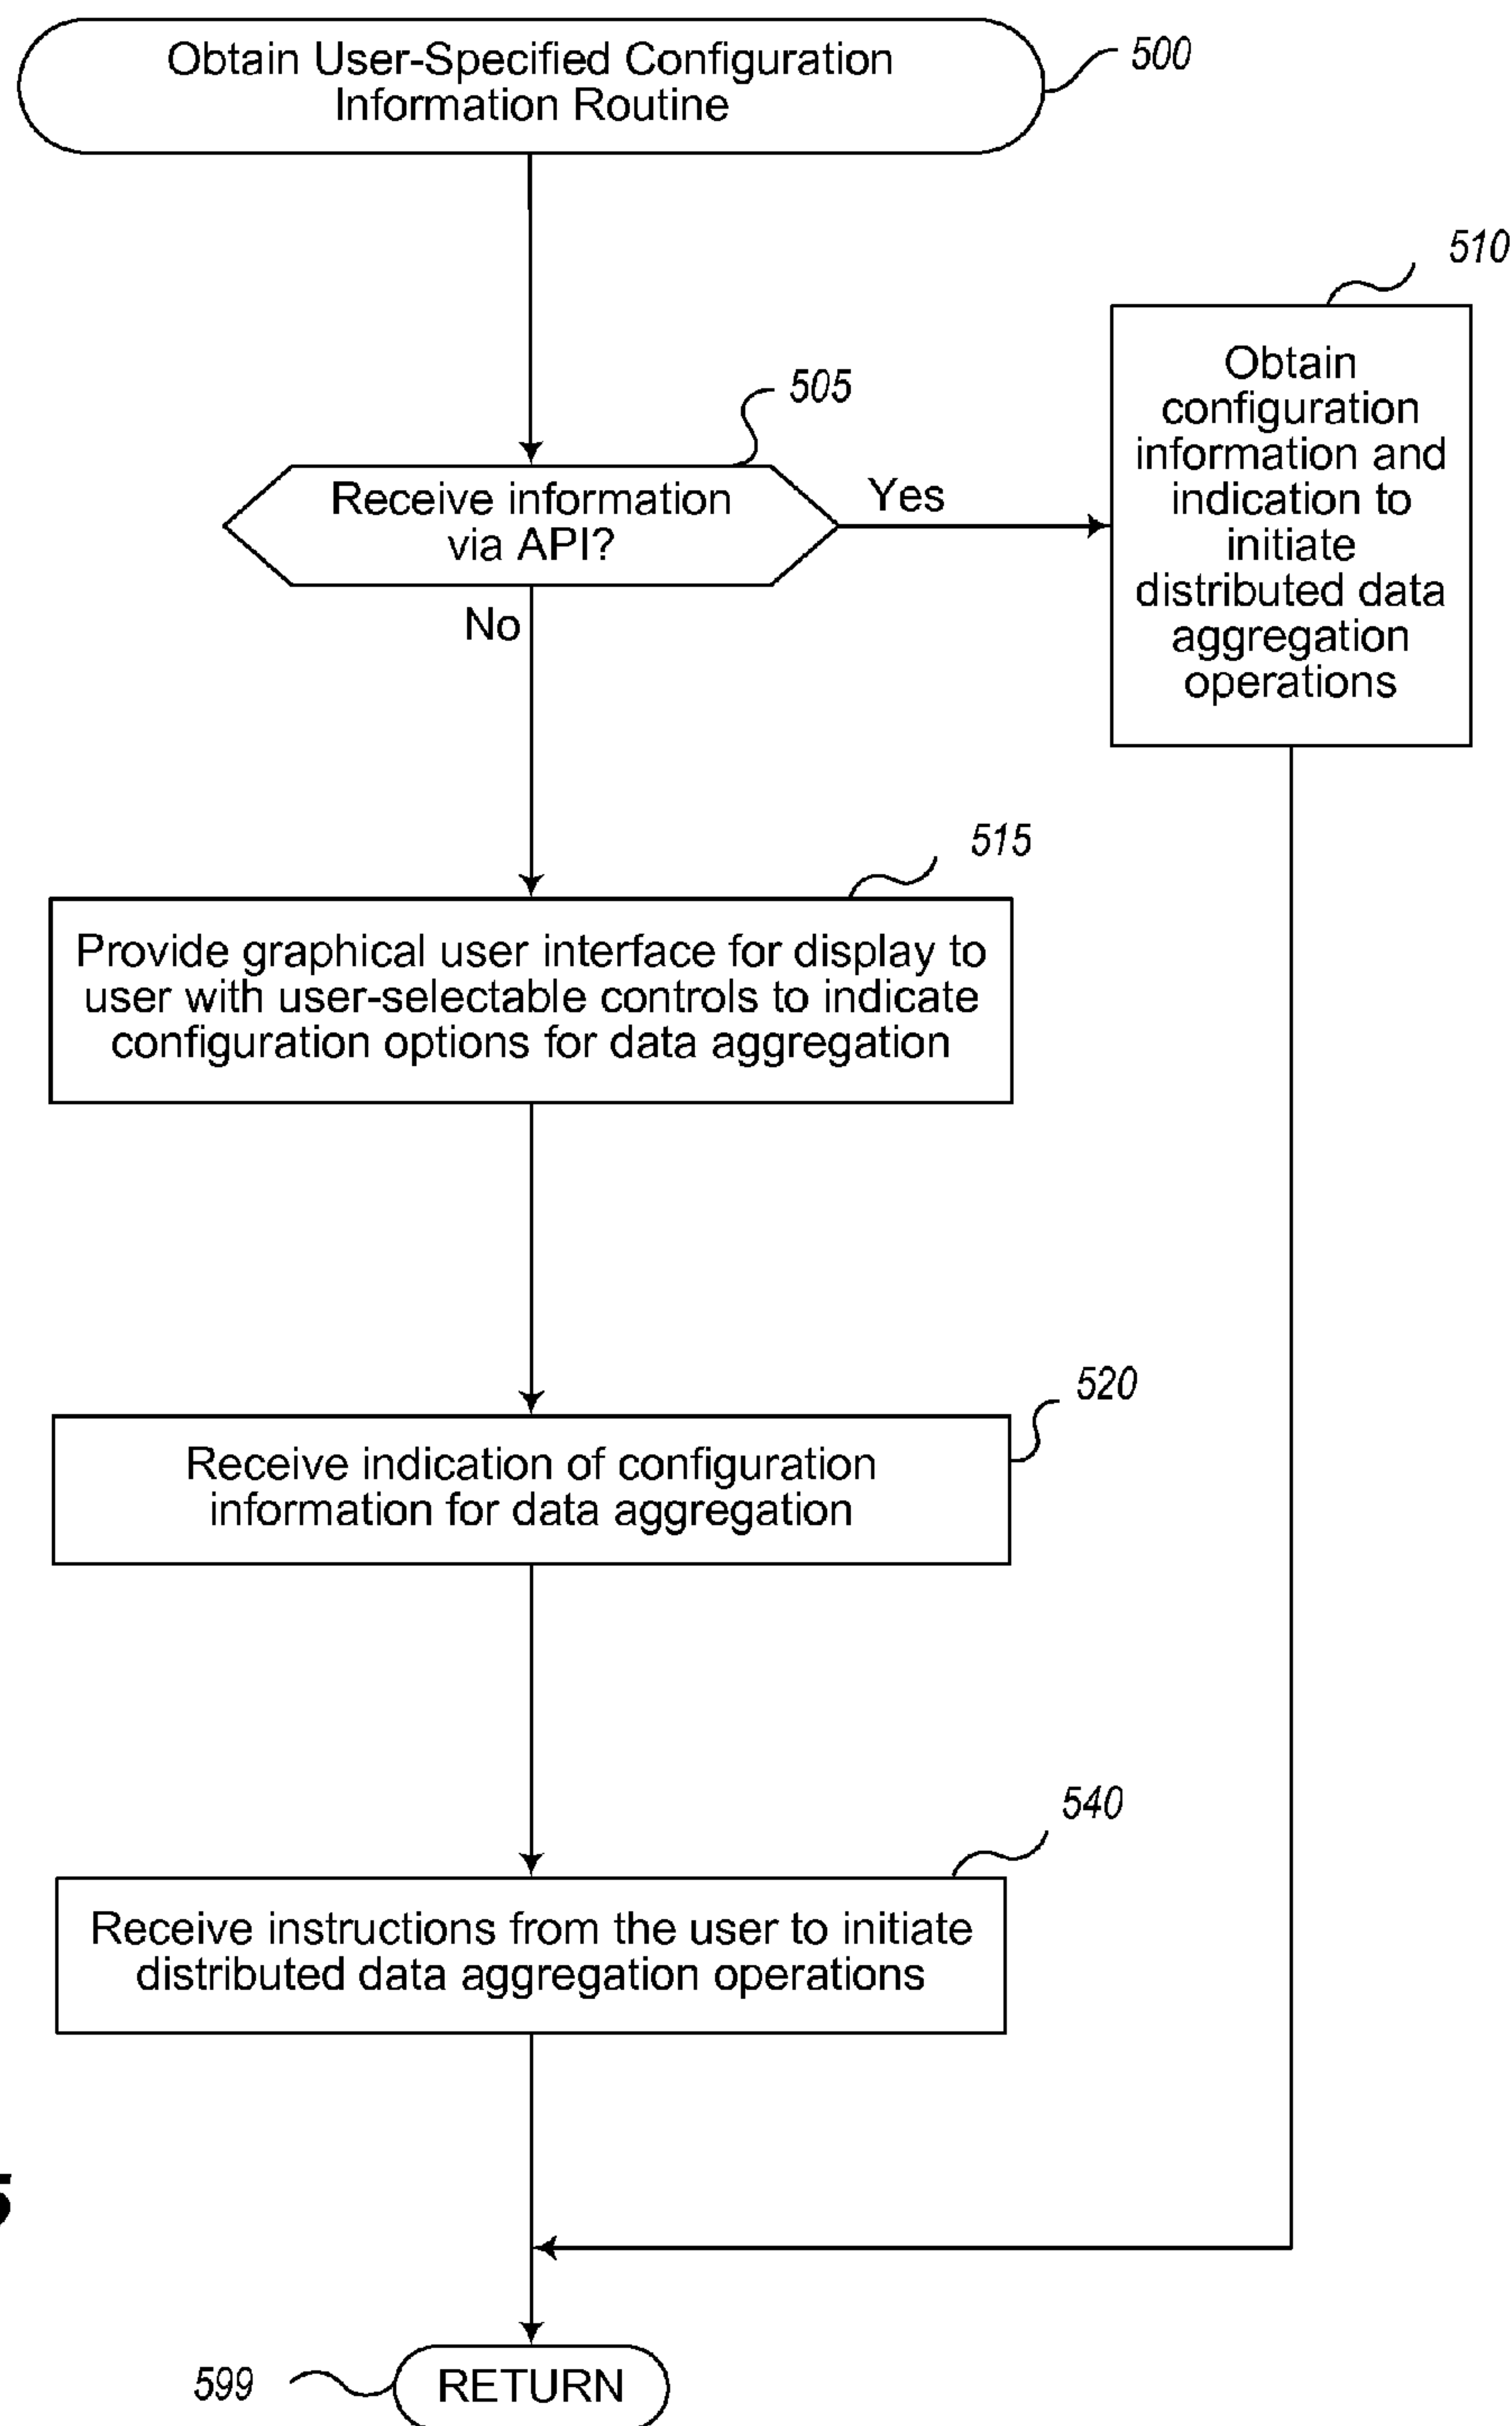 Obtain User-Specified Configuration
Information Routine
500
510
Obtain
configuration
information and
indication to
initiate
distributed data
aggregation
operations
505
Receive information
via API?
Yes
No
515
Provide graphical user interface for display to
user with user-selectable controls to indicate
configuration options for data aggregation
520
Receive indication of configuration
information for data aggregation
540
Receive instructions from the user to initiate
distributed data aggregation operations
5
599
RETURN